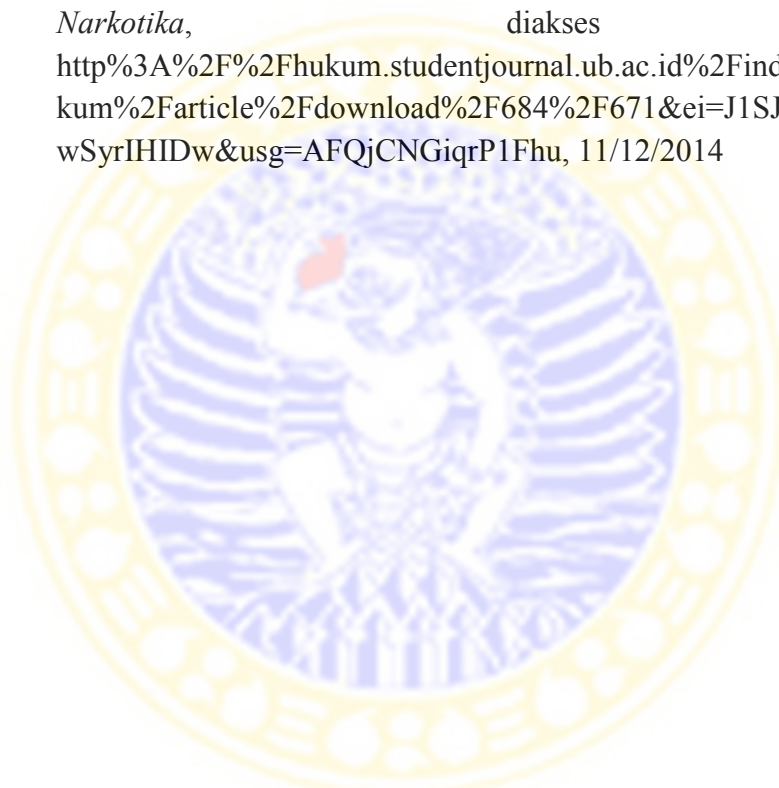 Narkotika, diakses
http%3A%2F%2Fhukum.studentjournal.ub.ac.id%2Find
kum%2Farticle%2Fdownload%2F684%2F671&ei=J1SJ
wSyrIHIDw&usg=AFQjCNGiqrP1Fhu, 11/12/2014